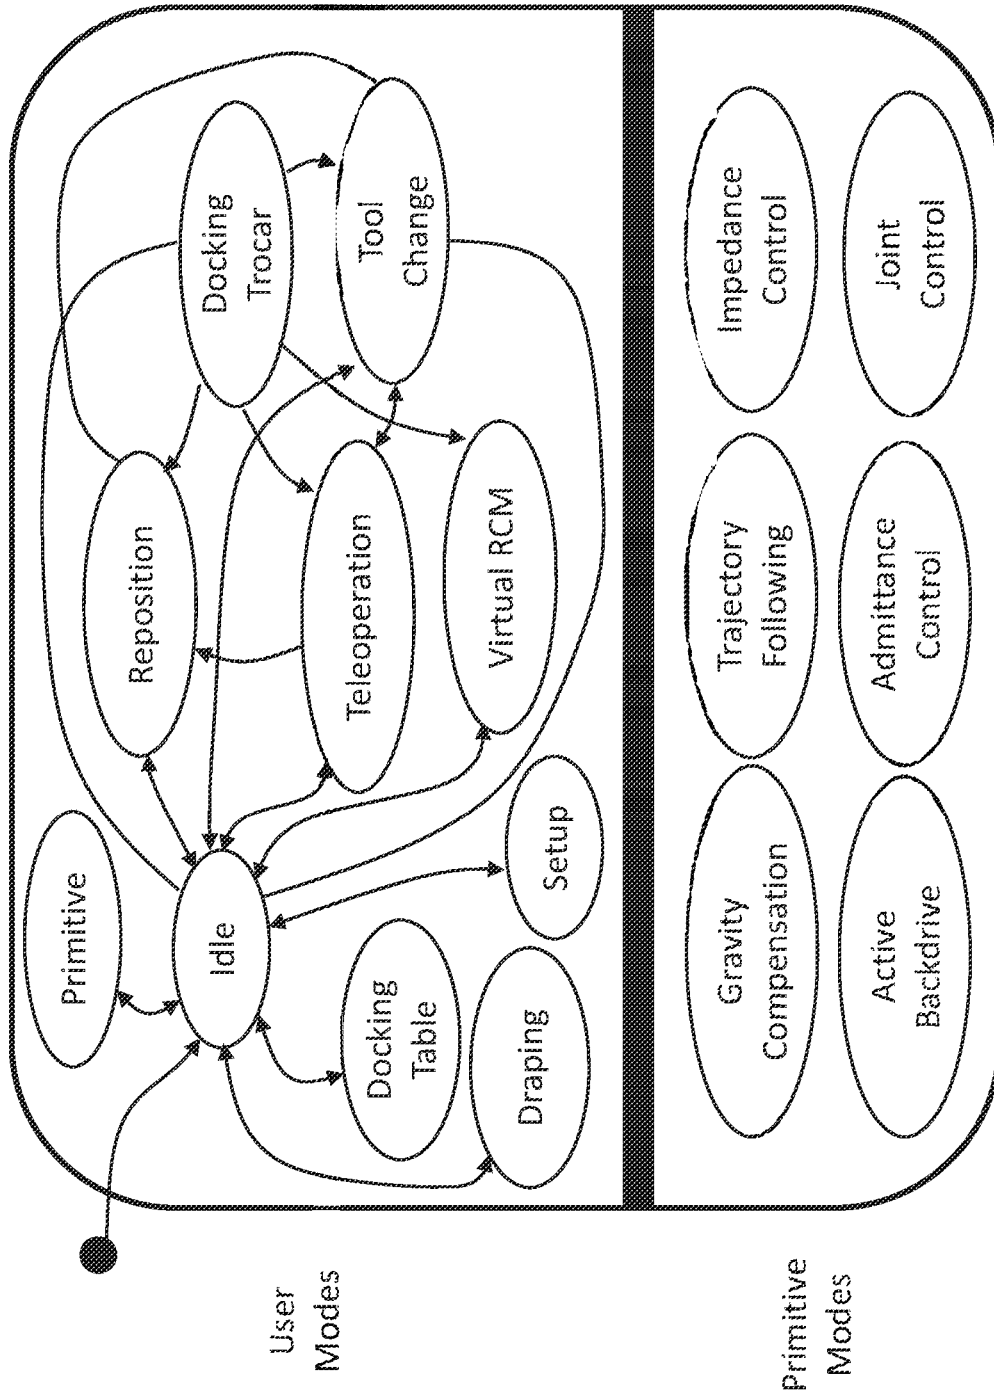 User
Modes
Primitive
Idle
Docking
Table
Draping
Setup
Reposition
Teleoperation
Virtual RCM
Docking
Trocar
Tool
Change
Primitive
Modes
Gravity
Compensation
Trajectory
Following
Impedance
Control
Active
Backdrive
Admittance
Control
Joint
Control